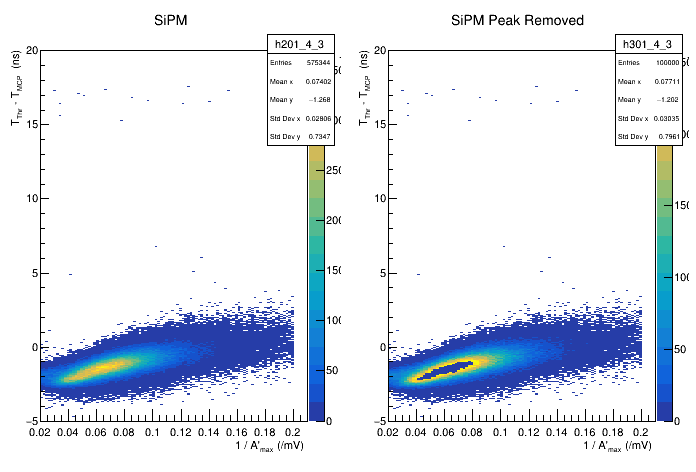 SiPM
SiPM Peak Removed
h201_4_3
Entries 575344
Mean x 0.07402
Mean y −1.268
Std Dev x 0.02806
Std Dev y 0.7347
h301_4_3
Entries 100000
Mean x 0.07711
Mean y −1.202
Std Dev x 0.03035
Std Dev y 0.7961
T_Thr - T_MCP (ns)
20
15
10
5
0
−5
0.02 0.04 0.06 0.08 0.1 0.12 0.14 0.16 0.18 0.2
1 / A'_max (/mV)
250
200
150
100
50
0
T_Thr - T_MCP (ns)
20
15
10
5
0
−5
0.02 0.04 0.06 0.08 0.1 0.12 0.14 0.16 0.18 0.2
1 / A'_max (/mV)
150
100
50
0